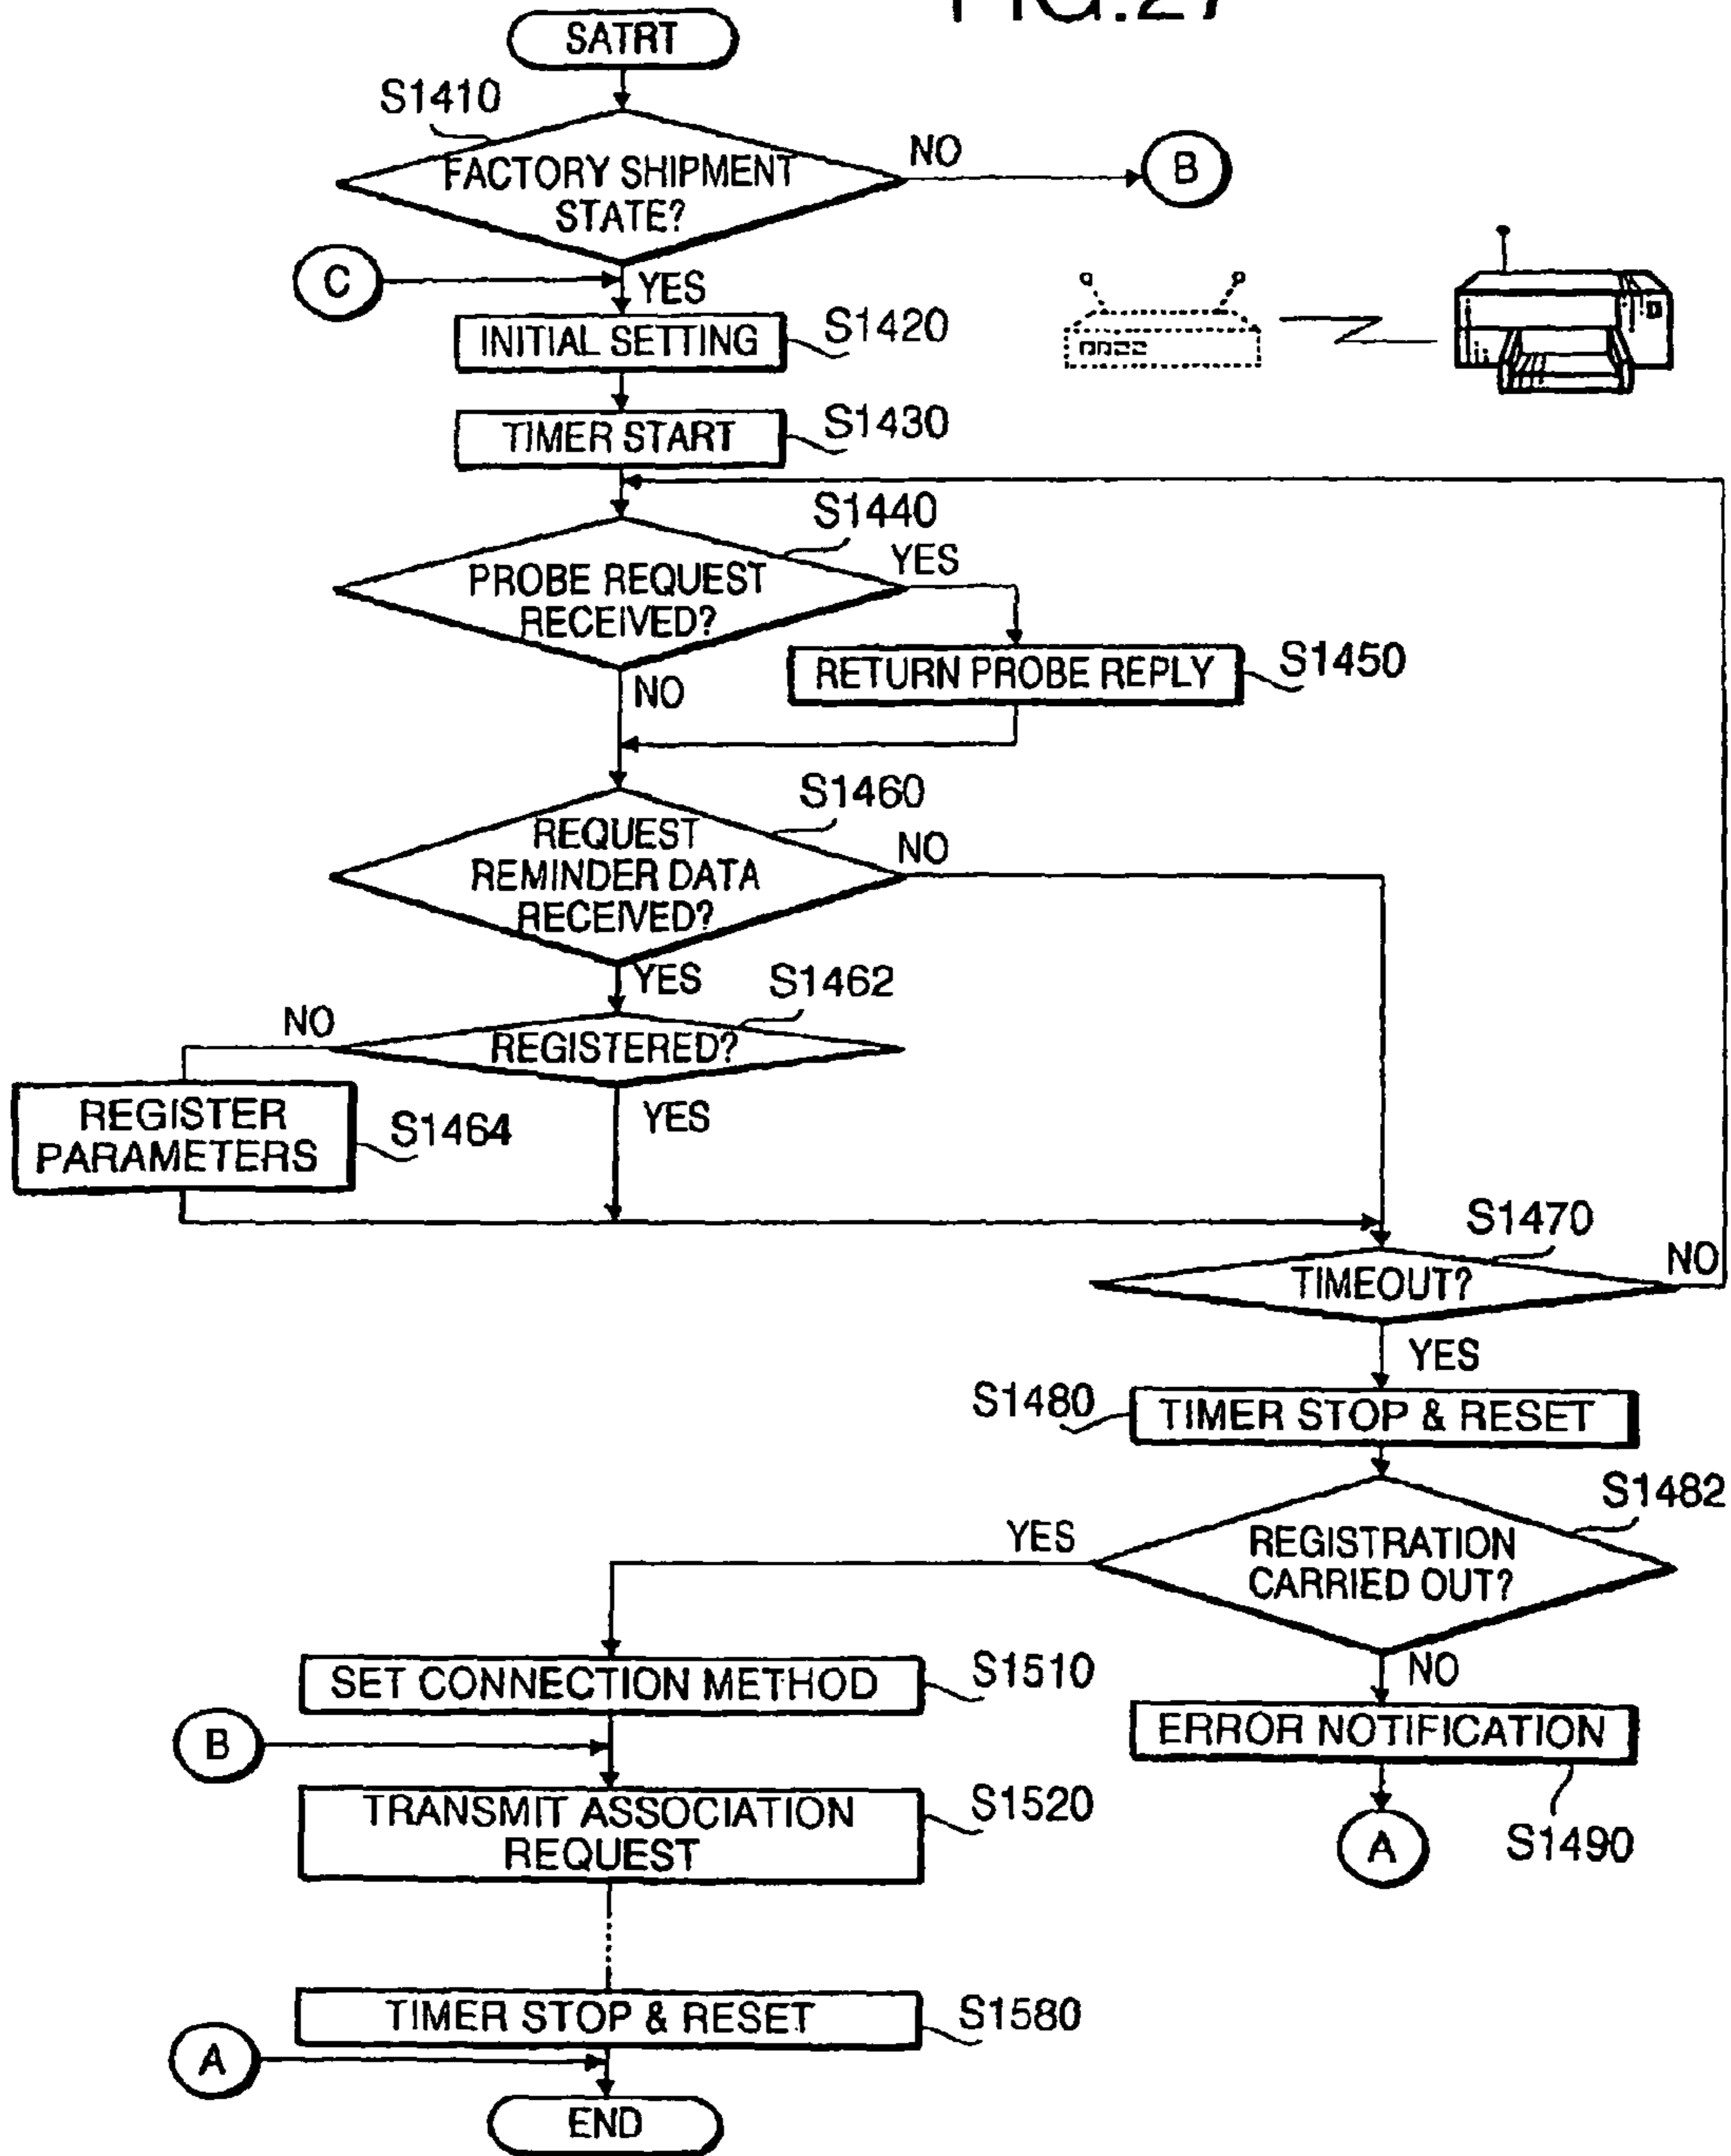 FIG.27
SATRT
S1410
FACTORY SHIPMENT
STATE?
NO
B
C
YES
INITIAL SETTING
S1420
TIMER START
S1430
S1440
PROBE REQUEST
RECEIVED?
YES
RETURN PROBE REPLY
S1450
NO
S1460
REQUEST
REMINDER DATA
RECEIVED?
NO
YES
S1462
NO
REGISTERED?
REGISTER
PARAMETERS
S1464
YES
S1470
TIMEOUT?
NO
YES
S1480
TIMER STOP & RESET
S1482
YES
REGISTRATION
CARRIED OUT?
SET CONNECTION METHOD
S1510
NO
B
ERROR NOTIFICATION
TRANSMIT ASSOCIATION
REQUEST
S1520
A
S1490
TIMER STOP & RESET
S1580
A
END